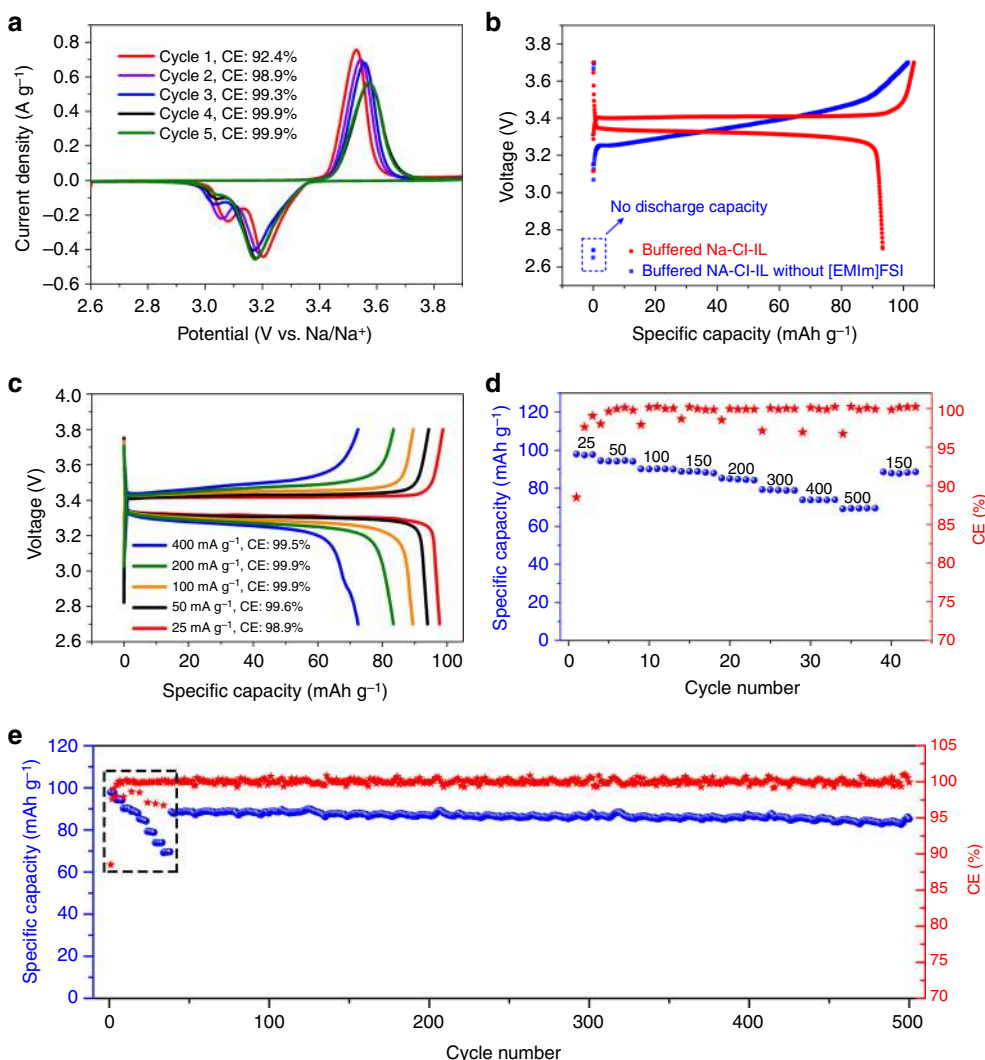 a
0.8
0.6
0.4
0.2
0.0
–0.2
–0.4
–0.6
Current density (A g⁻¹)
Cycle 1, CE: 92.4%
Cycle 2, CE: 98.9%
Cycle 3, CE: 99.3%
Cycle 4, CE: 99.9%
Cycle 5, CE: 99.9%
2.6 2.8 3.0 3.2 3.4 3.6 3.8
Potential (V vs. Na/Na⁺)
b
3.8
3.6
3.4
3.2
3.0
2.8
2.6
Voltage (V)
No discharge capacity
Buffered Na-Cl-IL
Buffered NA-Cl-IL without [EMIm]FSI
0 20 40 60 80 100
Specific capacity (mAh g⁻¹)
c
4.0
3.8
3.6
3.4
3.2
3.0
2.8
2.6
Voltage (V)
400 mA g⁻¹, CE: 99.5%
200 mA g⁻¹, CE: 99.9%
100 mA g⁻¹, CE: 99.9%
50 mA g⁻¹, CE: 99.6%
25 mA g⁻¹, CE: 98.9%
0 20 40 60 80 100
Specific capacity (mAh g⁻¹)
d
120
100
80
60
40
20
0
Specific capacity (mAh g⁻¹)
25 50 100 150 200 300 400 500 150
100
95
90
85
80
75
70
CE (%)
0 10 20 30 40
Cycle number
e
120
100
80
60
40
20
0
Specific capacity (mAh g⁻¹)
105
100
95
90
85
80
75
70
CE (%)
0 100 200 300 400 500
Cycle number